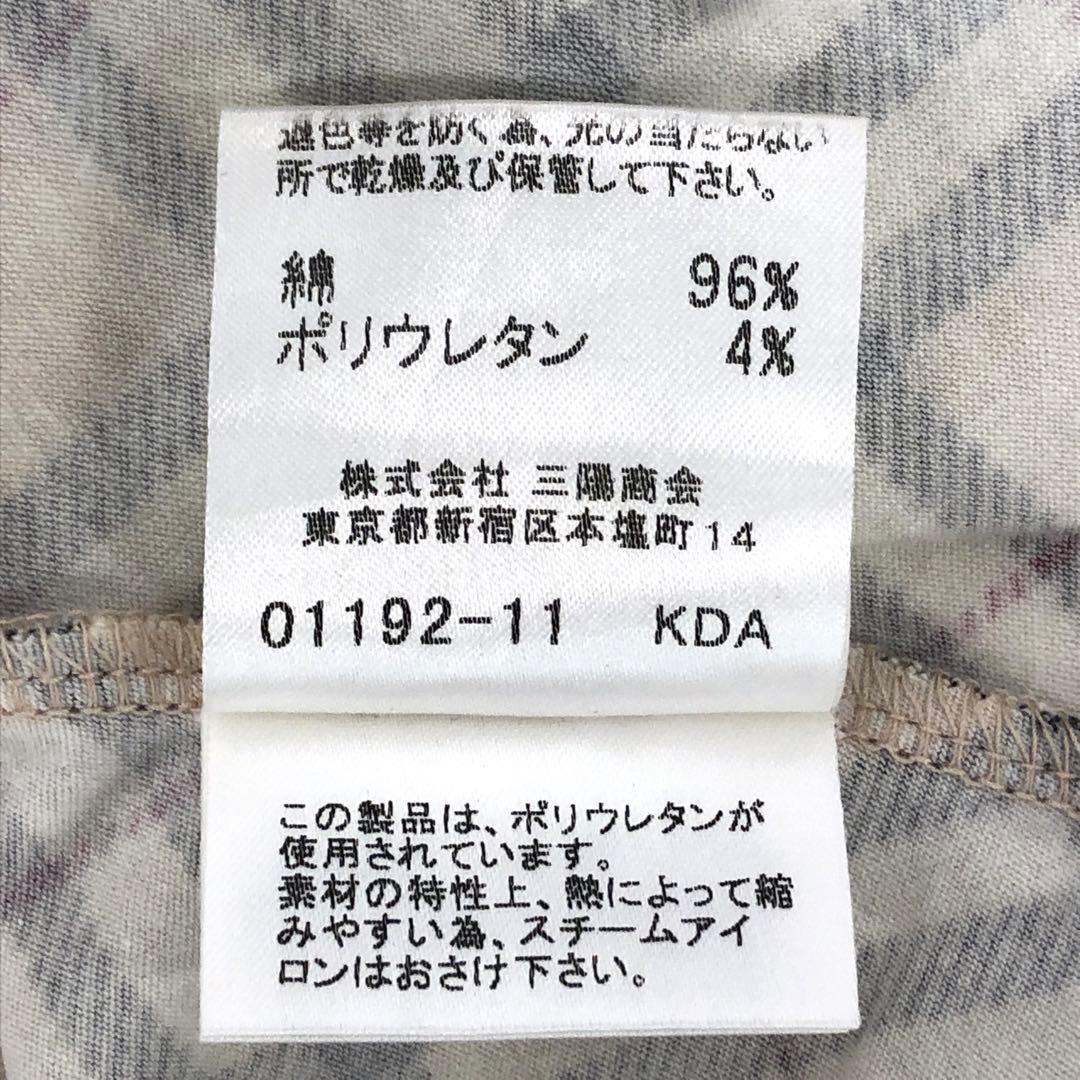 退色等を防ぐ為、光の当たらない
所で乾燥及び保管して下さい。
綿 96%
ポリウレタン 4%
株式会社 三陽商会
東京都新宿区本塩町14
01192-11 KDA
この製品は、ポリウレタンが
使用されています。
素材の特性上、熱によって縮
みやすい為、スチームアイ
ロンはおさけ下さい。